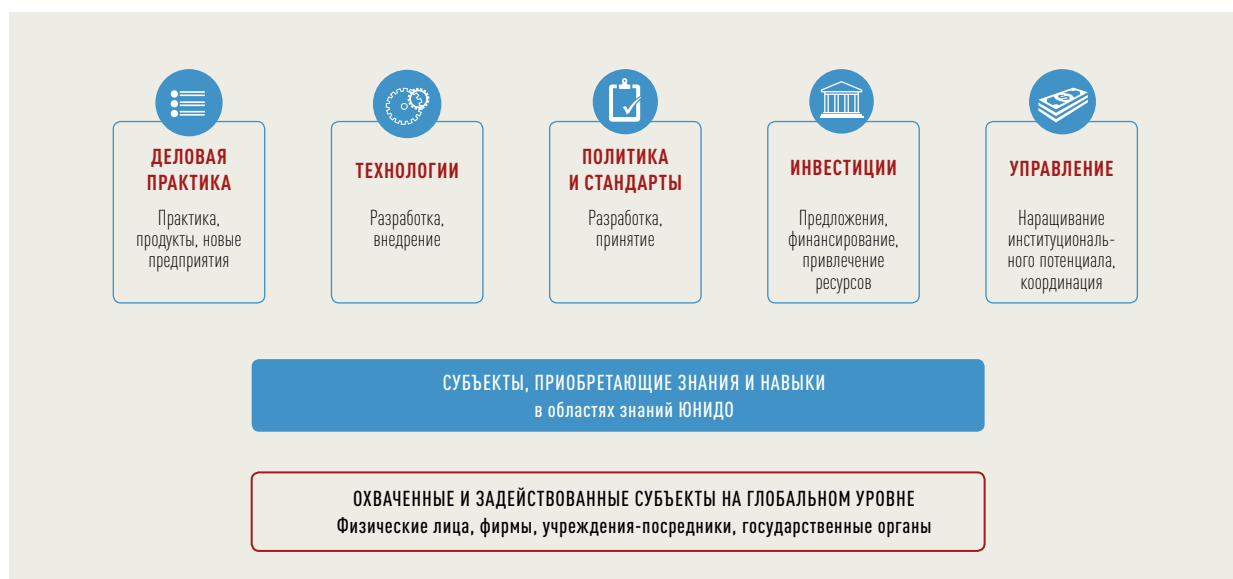 ДЕЛОВАЯ
ПРАКТИКА
Практика,
продукты, новые
предприятия
ТЕХНОЛОГИИ
Разработка,
внедрение
ПОЛИТИКА
И СТАНДАРТЫ
Разработка,
принятие
ИНВЕСТИЦИИ
Предложения,
финансирование,
привлечение
ресурсов
УПРАВЛЕНИЕ
Наращивание
институциональ-
ного потенциала,
координация
СУБЪЕКТЫ, ПРИОБРЕТАЮЩИЕ ЗНАНИЯ И НАВЫКИ
в областях знаний ЮНИДО
ОХВАЧЕННЫЕ И ЗАДЕЙСТВОВАННЫЕ СУБЪЕКТЫ НА ГЛОБАЛЬНОМ УРОВНЕ
Физические лица, фирмы, учреждения-посредники, государственные органы